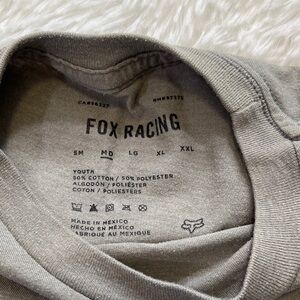 FOX RACING
SM MD LG XL XXL
YOUTH
50% COTTON / 50% POLYESTER
ALGODÓN / POLIÉSTER
COTON / POLYESTERS
MADE IN MÉXICO
HECHO EN MÉXICO
FABRIQUÉ AU MEXIQUE